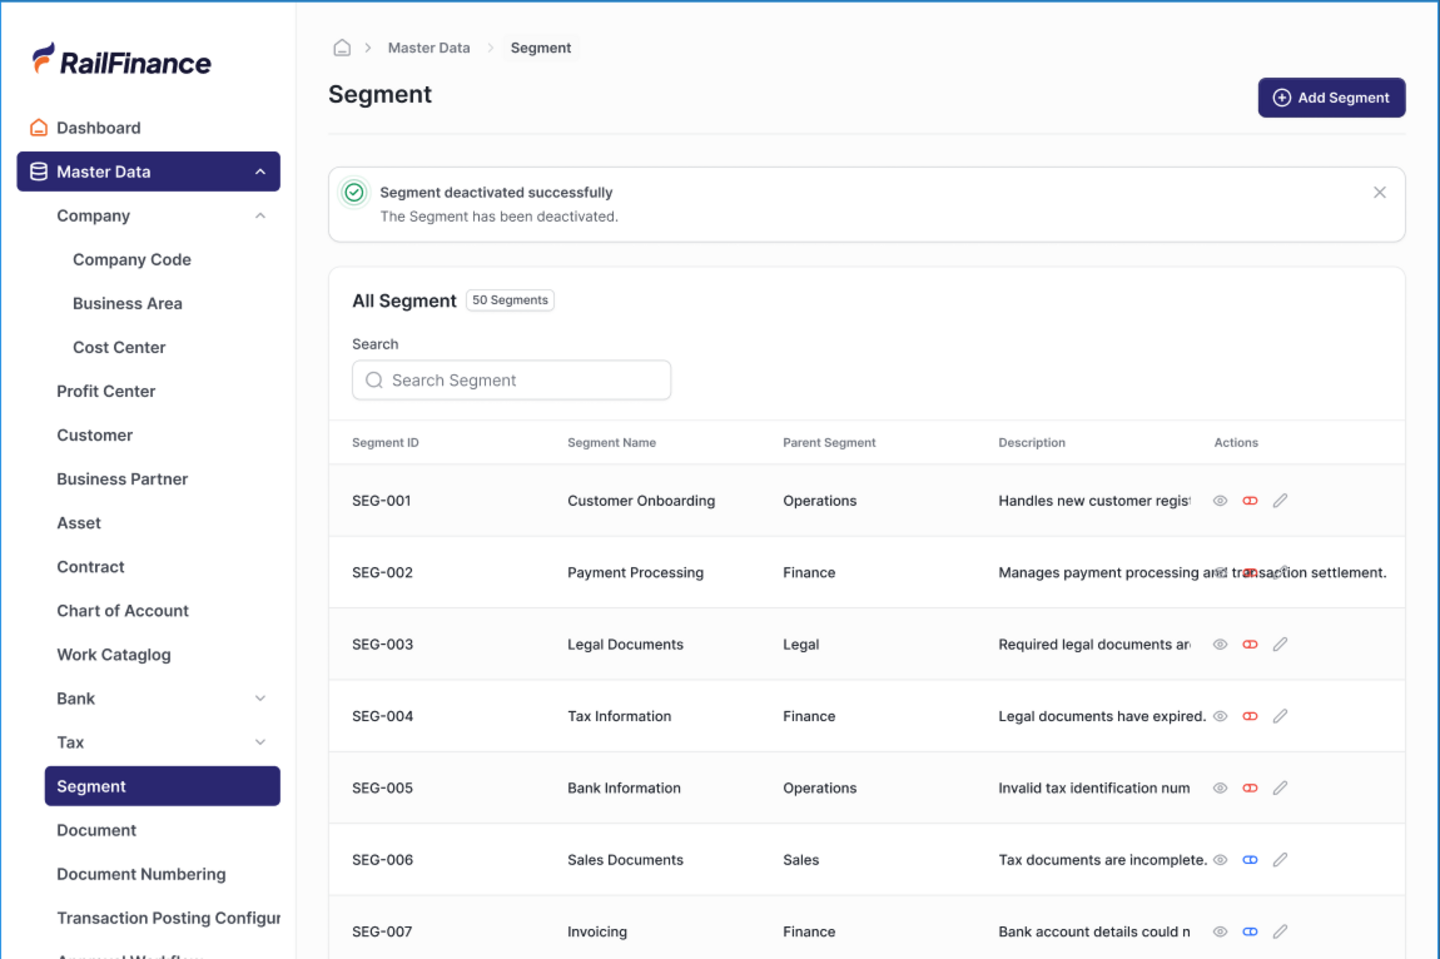 RailFinance
Dashboard
Master Data
Company
Company Code
Business Area
Cost Center
Profit Center
Customer
Business Partner
Asset
Contract
Chart of Account
Work Cataglog
Bank
Tax
Segment
Document
Document Numbering
Transaction Posting Configur
Master Data
Segment
Segment
Add Segment
Segment deactivated successfully
The Segment has been deactivated.
All Segment 50 Segments
Search
Search Segment
Segment ID Segment Name Parent Segment Description Actions
SEG-001 Customer Onboarding Operations Handles new customer regis
SEG-002 Payment Processing Finance Manages payment processing and transaction settlement.
SEG-003 Legal Documents Legal Required legal documents ar
SEG-004 Tax Information Finance Legal documents have expired.
SEG-005 Bank Information Operations Invalid tax identification num
SEG-006 Sales Documents Sales Tax documents are incomplete.
SEG-007 Invoicing Finance Bank account details could n